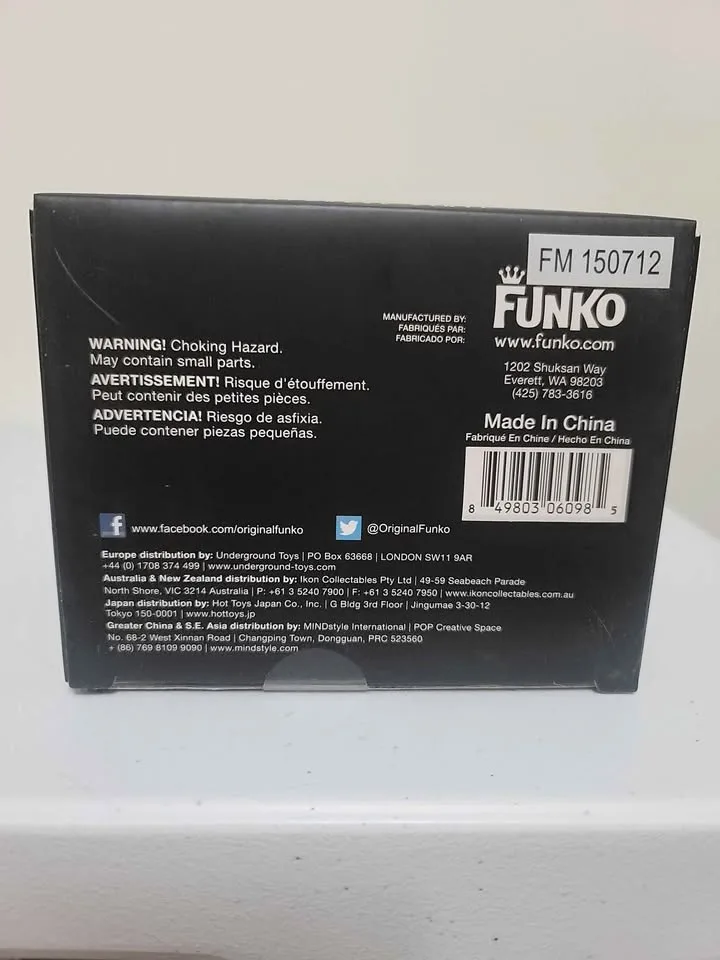 FM 150712
FUNKO
MANUFACTURED BY:
FABRIQUÉS PAR:
FABRICADO POR:
www.funko.com
1202 Shuksan Way
Everett, WA 98203
(425) 783-3616
WARNING! Choking Hazard.
May contain small parts.
AVERTISSEMENT! Risque d'étouffement.
Peut contenir des petites pièces.
ADVERTENCIA! Riesgo de asfixia.
Puede contener piezas pequeñas.
Made In China
Fabriqué En Chine / Hecho En China
8 49803 06098 5
www.facebook.com/originalfunko
@OriginalFunko
Europe distribution by: Underground Toys | PO Box 63668 | LONDON SW11 9AR
+44 (0) 1708 374 499 | www.underground-toys.com
Australia & New Zealand distribution by: Ikon Collectables Pty Ltd | 49-59 Seabeach Parade
North Shore, VIC 3214 Australia | P: +61 3 5240 7900 | F: +61 3 5240 7950 | www.ikoncollectables.com.au
Japan distribution by: Hot Toys Japan Co., Inc. | G Bldg 3rd Floor | Jingumae 3-30-12
Tokyo 150-0001 | www.hottoys.jp
Greater China & S.E. Asia distribution by: MINDstyle International | POP Creative Space
No. 68-2 West Xinnan Road | Changping Town, Dongguan, PRC 523560
+ (86) 769 8109 9090 | www.mindstyle.com